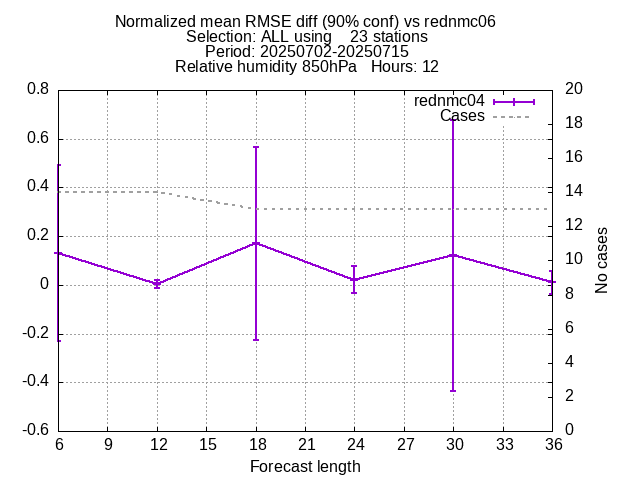 Normalized mean RMSE diff (90% conf) vs rednmc06
Selection: ALL using    23 stations
Period: 20250702-20250715
Relative humidity 850hPa   Hours: 12
rednmc04
Cases
0.8
0.6
0.4
0.2
0
-0.2
-0.4
-0.6
20
18
16
14
12
10
8
6
4
2
0
No cases
6 9 12 15 18 21 24 27 30 33 36
Forecast length